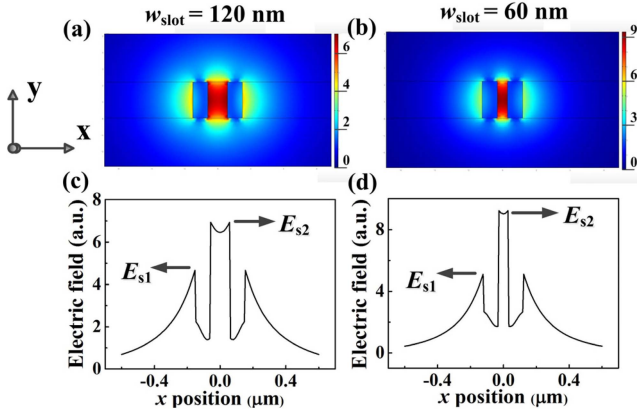 w_slot = 120 nm
w_slot = 60 nm
(a)
6
4
2
0
(b)
9
6
3
0
y
x
(c)
8
6
4
2
0
Electric field (a.u.)
E_s1
E_s2
-0.4
0.0
0.4
x position (μm)
(d)
8
4
0
Electric field (a.u.)
E_s1
E_s2
-0.4
0.0
0.4
x position (μm)